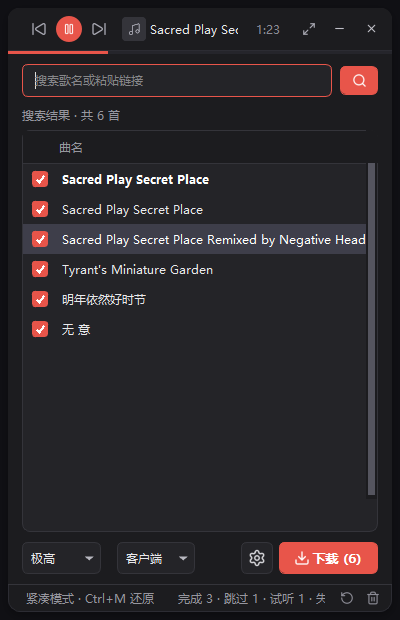 Sacred Play Sec 1:23
搜索歌名或粘贴链接
搜索结果 · 共 6 首
曲名
Sacred Play Secret Place
Sacred Play Secret Place
Sacred Play Secret Place Remixed by Negative Head
Tyrant's Miniature Garden
明年依然好时节
无 意
极高 客户端 下载 (6)
紧凑模式 · Ctrl+M 还原 完成 3 · 跳过 1 · 试听 1 · 失